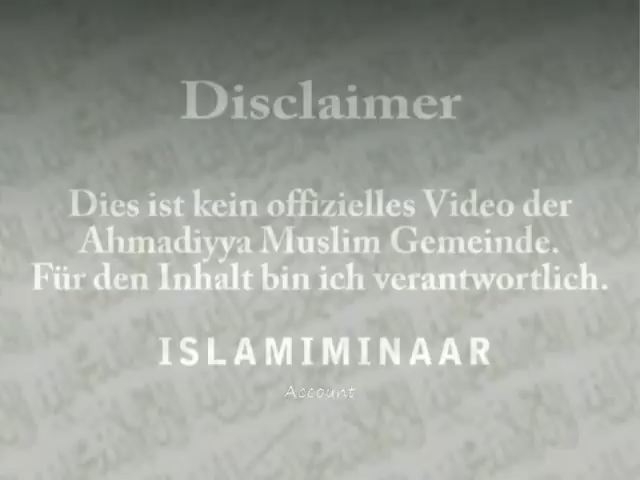 Disclaimer
Dies ist kein offizielles Video der
Ahmadiyya Muslim Gemeinde.
Für den Inhalt bin ich verantwortlich.
ISLAMIMINAAR
Account